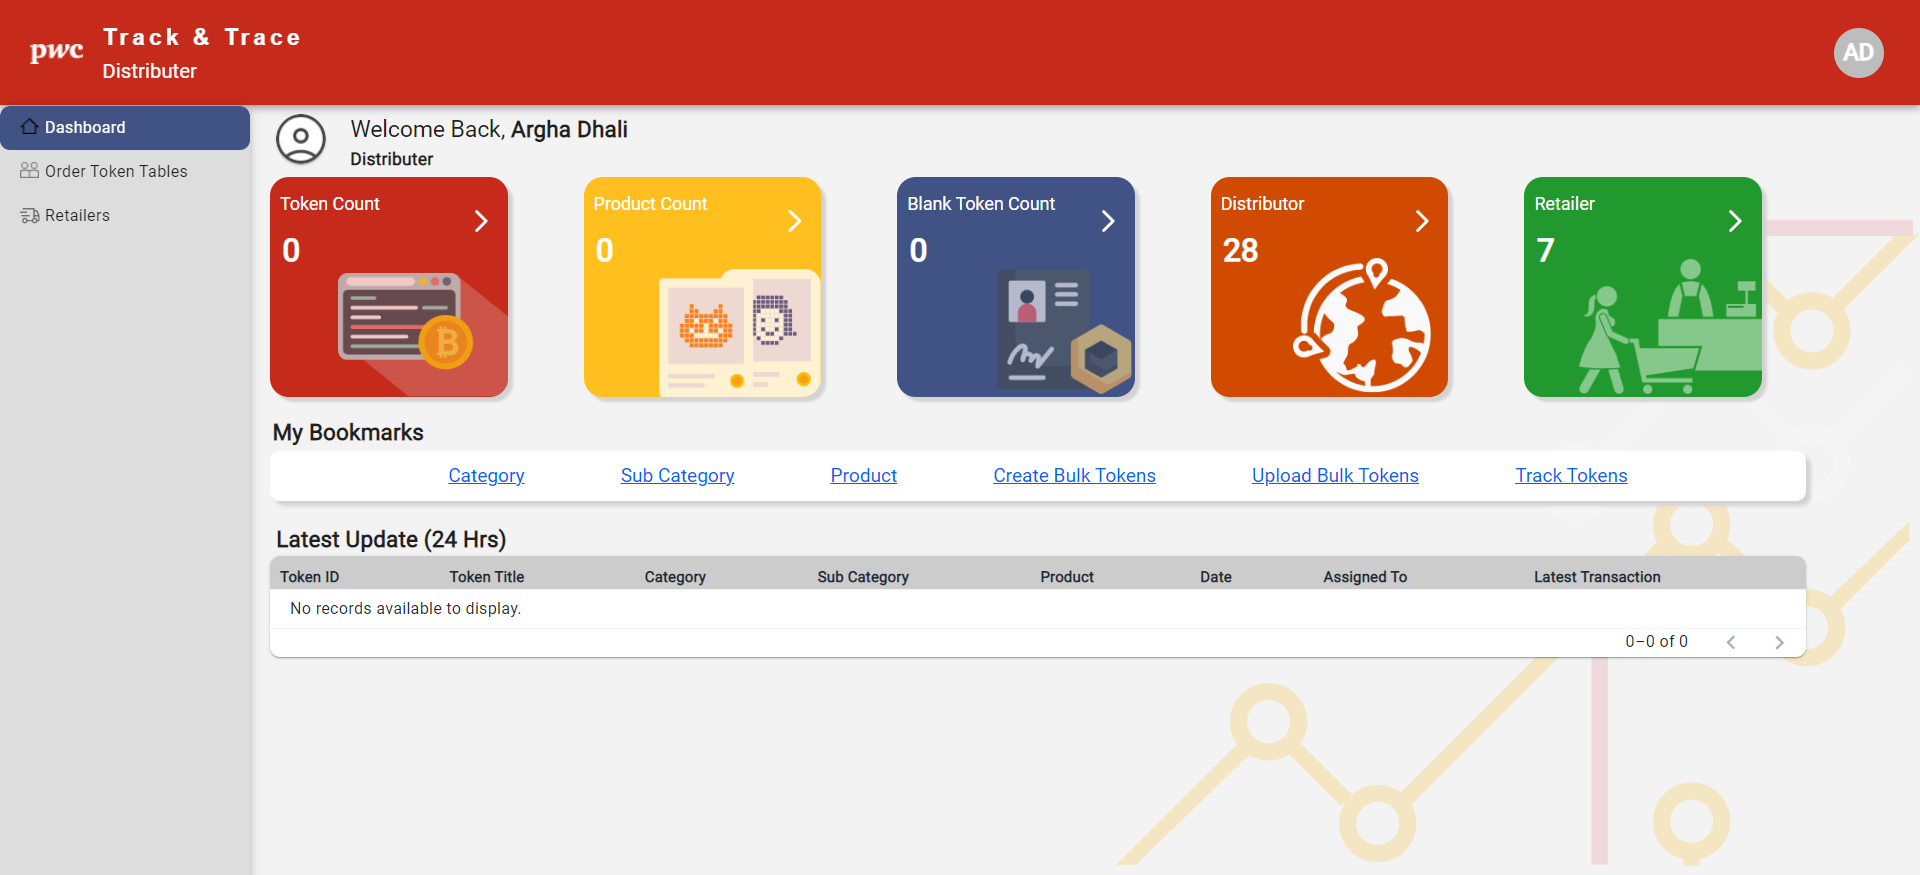 pwc
Track & Trace
Distributer
AD
Dashboard
Order Token Tables
Retailers
Welcome Back, Argha Dhali
Distributer
Token Count
0
Product Count
0
Blank Token Count
0
Distributor
28
Retailer
7
My Bookmarks
Category Sub Category Product Create Bulk Tokens Upload Bulk Tokens Track Tokens
Latest Update (24 Hrs)
Token ID Token Title Category Sub Category Product Date Assigned To Latest Transaction
No records available to display.
0–0 of 0